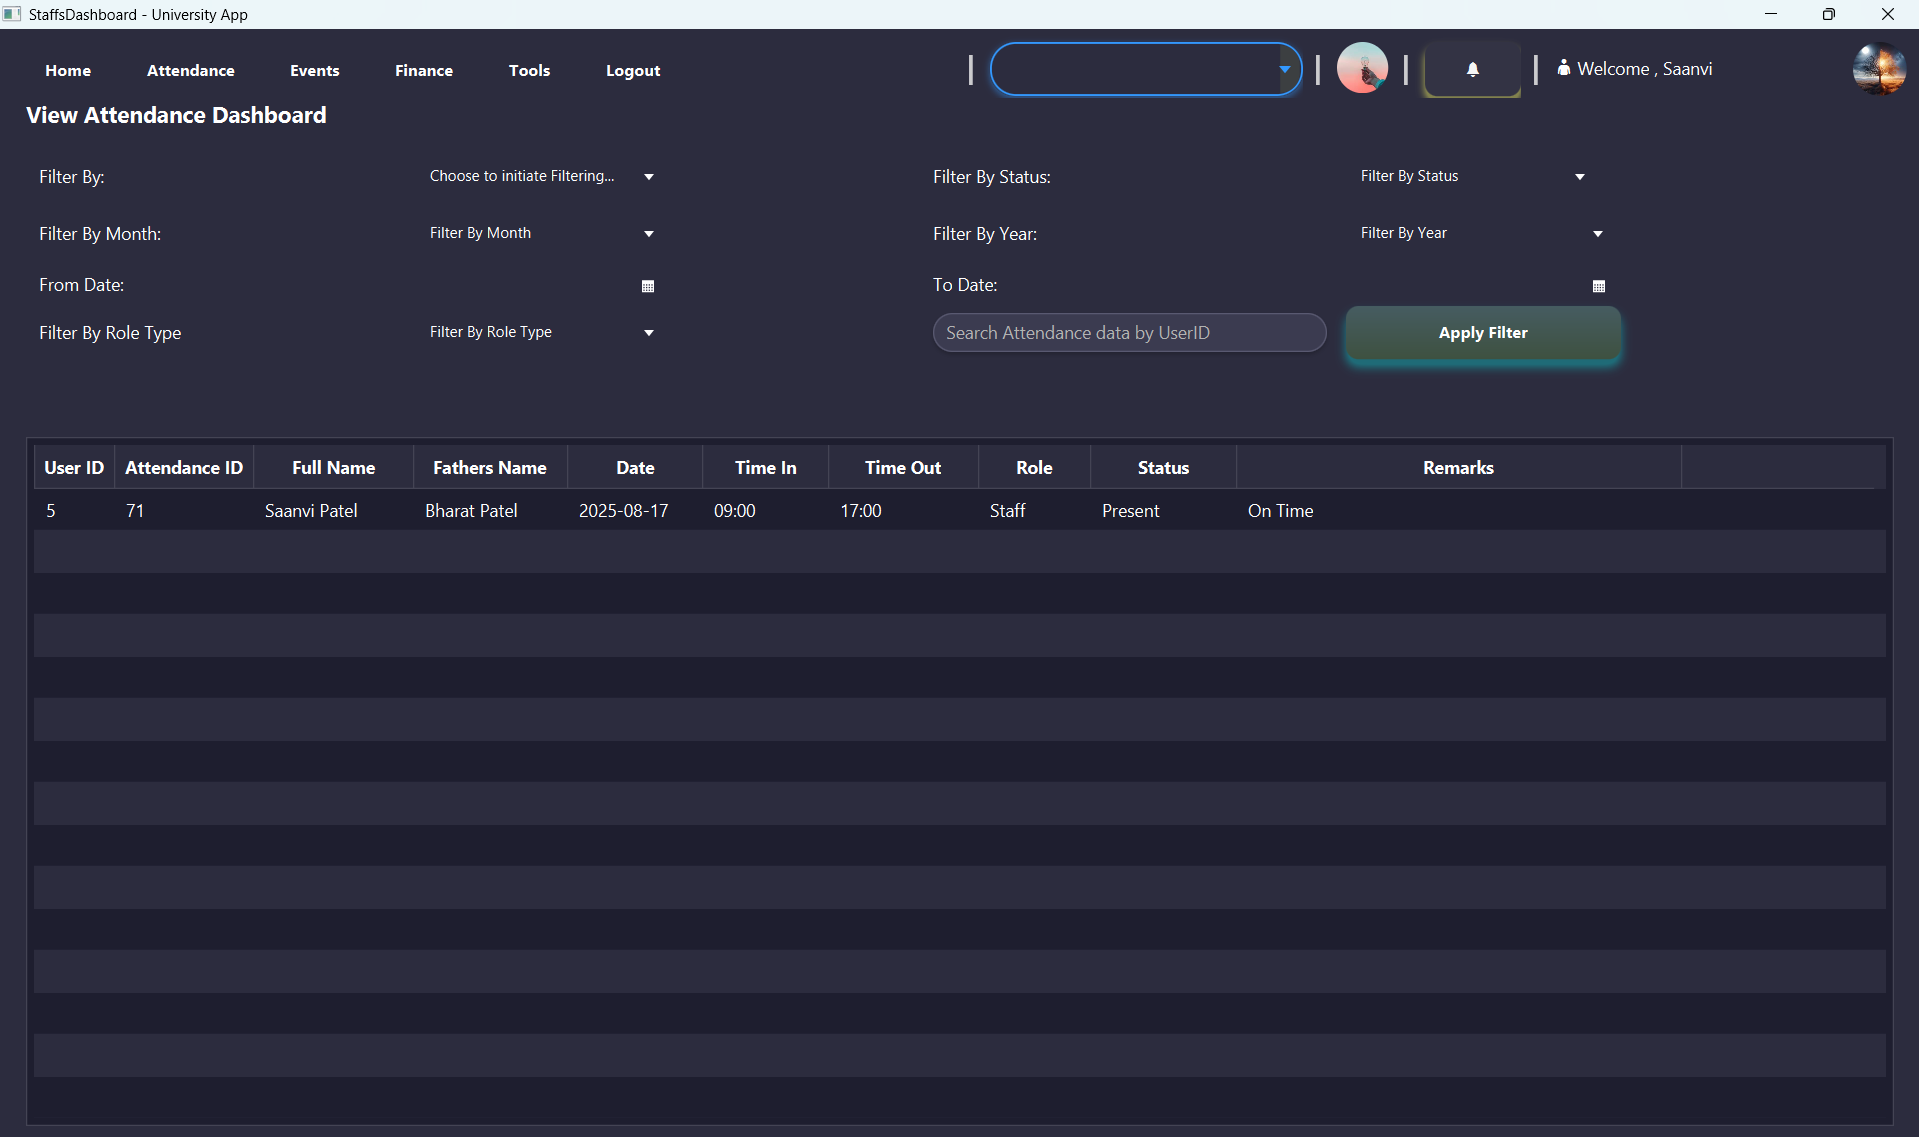 StaffsDashboard - University App
Home Attendance Events Finance Tools Logout Welcome , Saanvi
View Attendance Dashboard
Filter By: Choose to initiate Filtering... Filter By Status: Filter By Status
Filter By Month: Filter By Month Filter By Year: Filter By Year
From Date: To Date:
Filter By Role Type Filter By Role Type Search Attendance data by UserID Apply Filter
User ID Attendance ID Full Name Fathers Name Date Time In Time Out Role Status Remarks
5 71 Saanvi Patel Bharat Patel 2025-08-17 09:00 17:00 Staff Present On Time